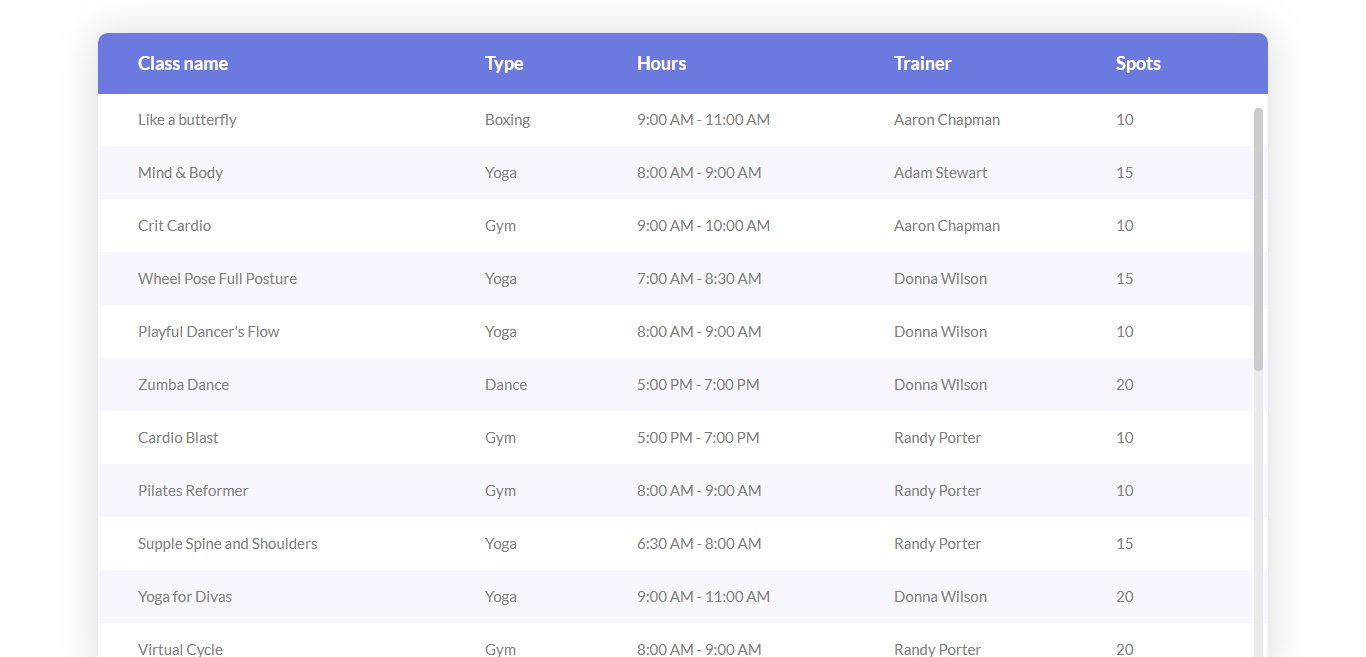 Class name Type Hours Trainer Spots
Like a butterfly Boxing 9:00 AM - 11:00 AM Aaron Chapman 10
Mind & Body Yoga 8:00 AM - 9:00 AM Adam Stewart 15
Crit Cardio Gym 9:00 AM - 10:00 AM Aaron Chapman 10
Wheel Pose Full Posture Yoga 7:00 AM - 8:30 AM Donna Wilson 15
Playful Dancer's Flow Yoga 8:00 AM - 9:00 AM Donna Wilson 10
Zumba Dance Dance 5:00 PM - 7:00 PM Donna Wilson 20
Cardio Blast Gym 5:00 PM - 7:00 PM Randy Porter 10
Pilates Reformer Gym 8:00 AM - 9:00 AM Randy Porter 10
Supple Spine and Shoulders Yoga 6:30 AM - 8:00 AM Randy Porter 15
Yoga for Divas Yoga 9:00 AM - 11:00 AM Donna Wilson 20
Virtual Cycle Gym 8:00 AM - 9:00 AM Randy Porter 20